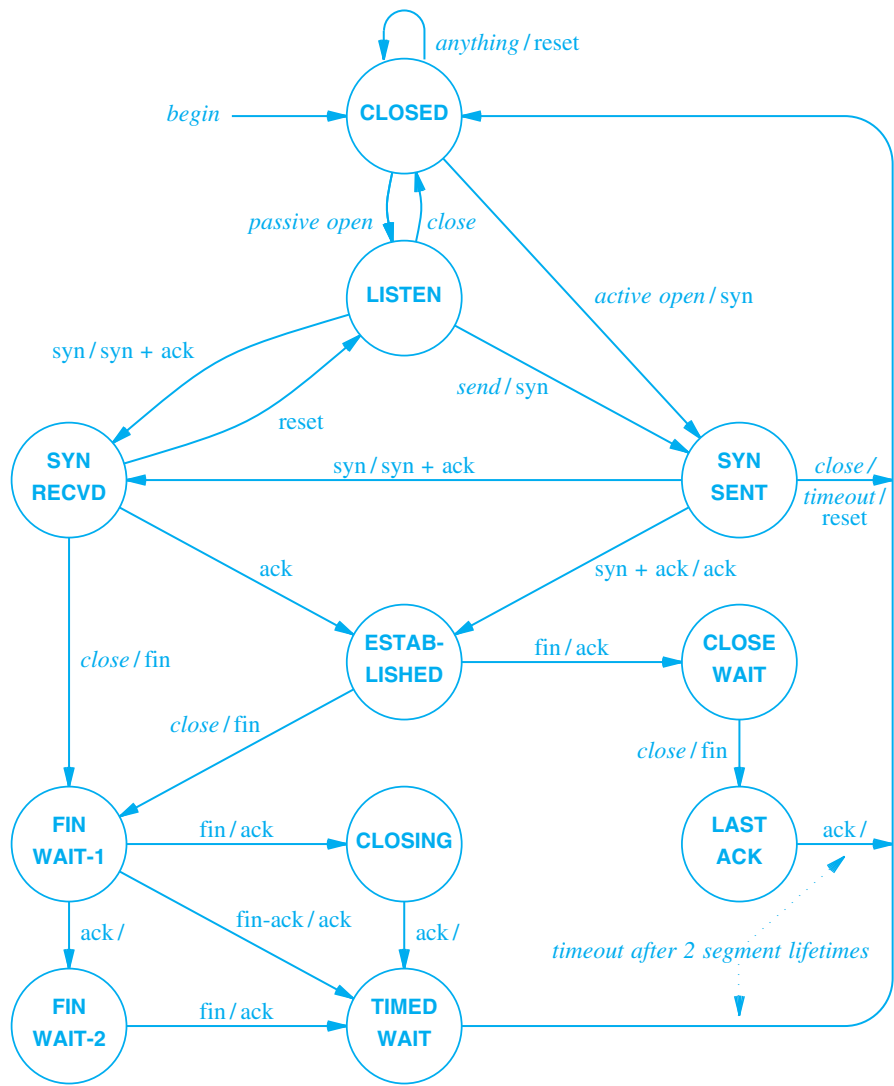 anything / reset
begin
CLOSED
passive open
close
LISTEN
active open / syn
syn / syn + ack
send / syn
reset
SYN
RECVD
syn / syn + ack
SYN
SENT
close /
timeout /
reset
ack
syn + ack / ack
close / fin
ESTAB-
LISHED
fin / ack
CLOSE
WAIT
close / fin
close / fin
FIN
WAIT-1
fin / ack
CLOSING
LAST
ACK
ack /
ack /
fin-ack / ack
ack /
timeout after 2 segment lifetimes
FIN
WAIT-2
fin / ack
TIMED
WAIT